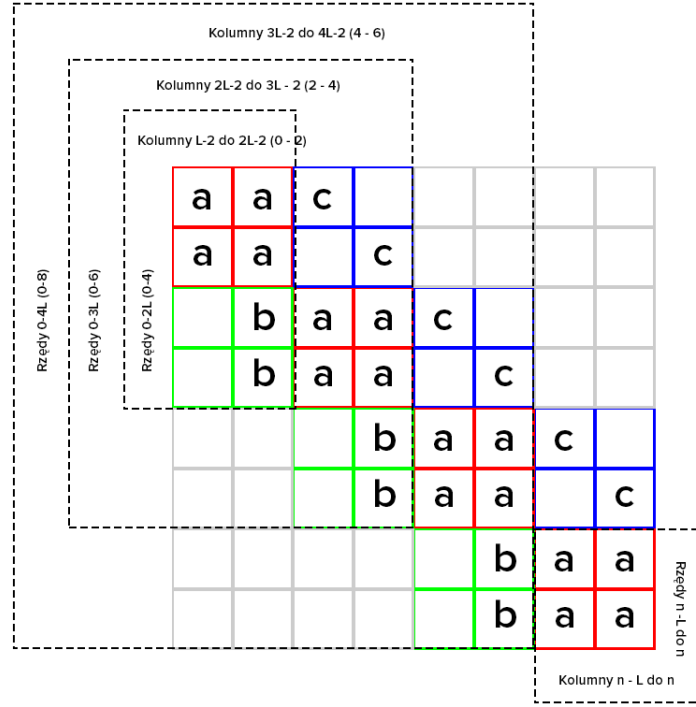 Kolumny 3L-2 do 4L-2 (4 - 6)
Kolumny 2L-2 do 3L - 2 (2 - 4)
Kolumny L-2 do 2L-2 (0 - 2)
Rzędy 0-4L (0-8)
Rzędy 0-3L (0-6)
Rzędy 0-2L (0-4)
a a c
a a c
b a a c
b a a c
b a a c
b a a c
b a a
b a a
Rzędy n -L do n
Kolumny n - L do n